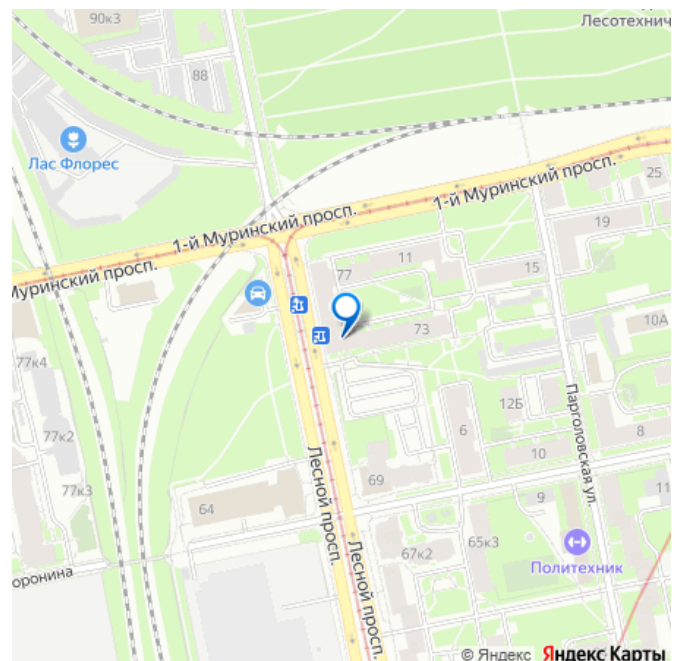 90к3
Лесотехнич
88
Лас Флорес
1-й Муринский просп.
1-й Муринский просп.
Муринский просп.
25
19
11
15
77
73
10А
77к4
77к2
77к3
12Б
6
8
10
Парголовская ул.
69
64
9
11
67к2
65к3
Лесной просп.
Лесной просп.
Политехник
оронина
© Яндекс Яндекс Карты